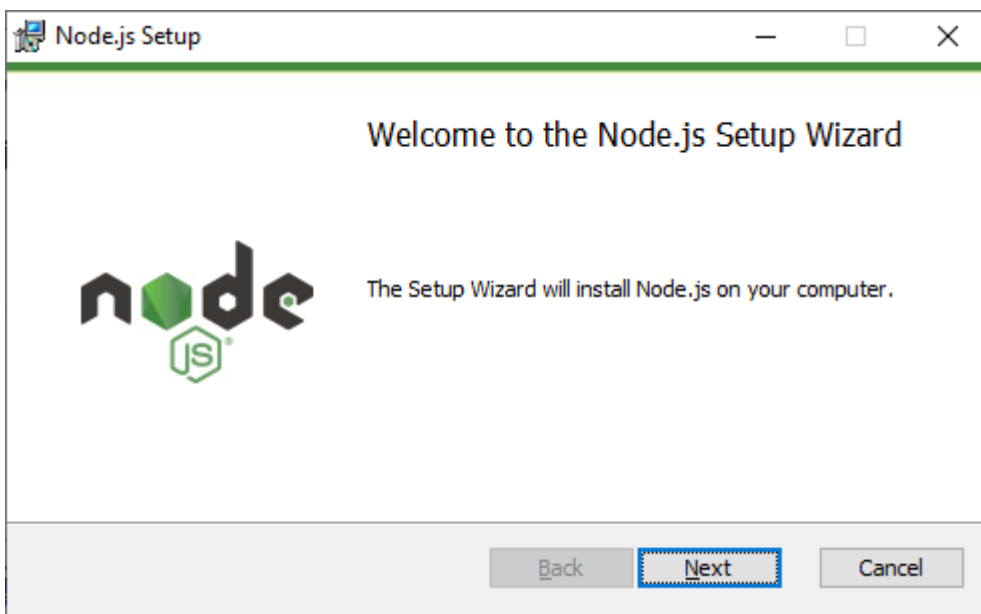 Node.js Setup
Welcome to the Node.js Setup Wizard
node
JS®
The Setup Wizard will install Node.js on your computer.
Back
Next
Cancel